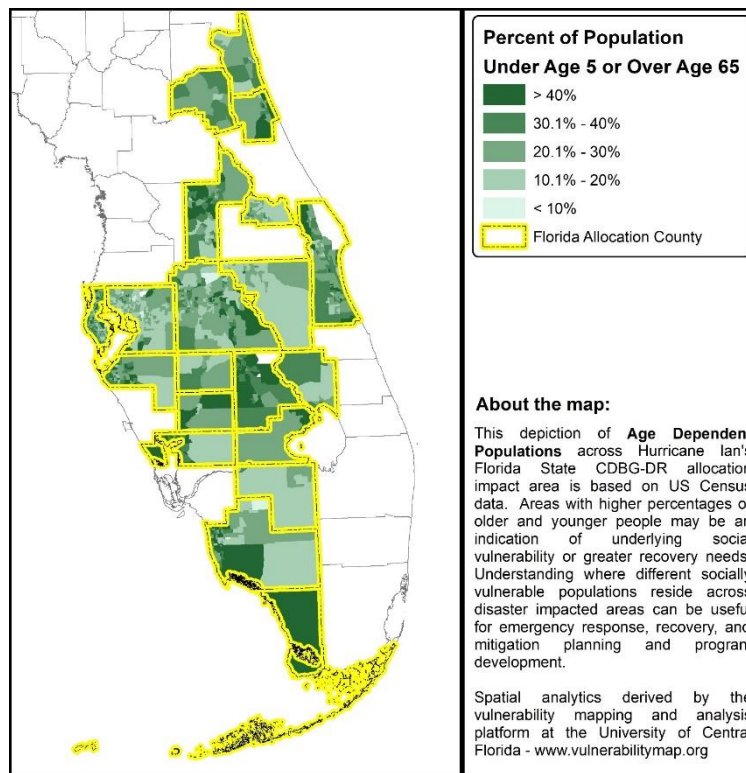 Percent of Population
Under Age 5 or Over Age 65
> 40%
30.1% - 40%
20.1% - 30%
10.1% - 20%
< 10%
Florida Allocation County
About the map:
This depiction of Age Dependen
Populations across Hurricane Ian's
Florida State CDBG-DR allocation
impact area is based on US Census
data. Areas with higher percentages o
older and younger people may be an
indication of underlying socia
vulnerability or greater recovery needs
Understanding where different socially
vulnerable populations reside across
disaster impacted areas can be usefu
for emergency response, recovery, and
mitigation planning and program
development.
Spatial analytics derived by the
vulnerability mapping and analysis
platform at the University of Centra
Florida - www.vulnerabilitymap.org